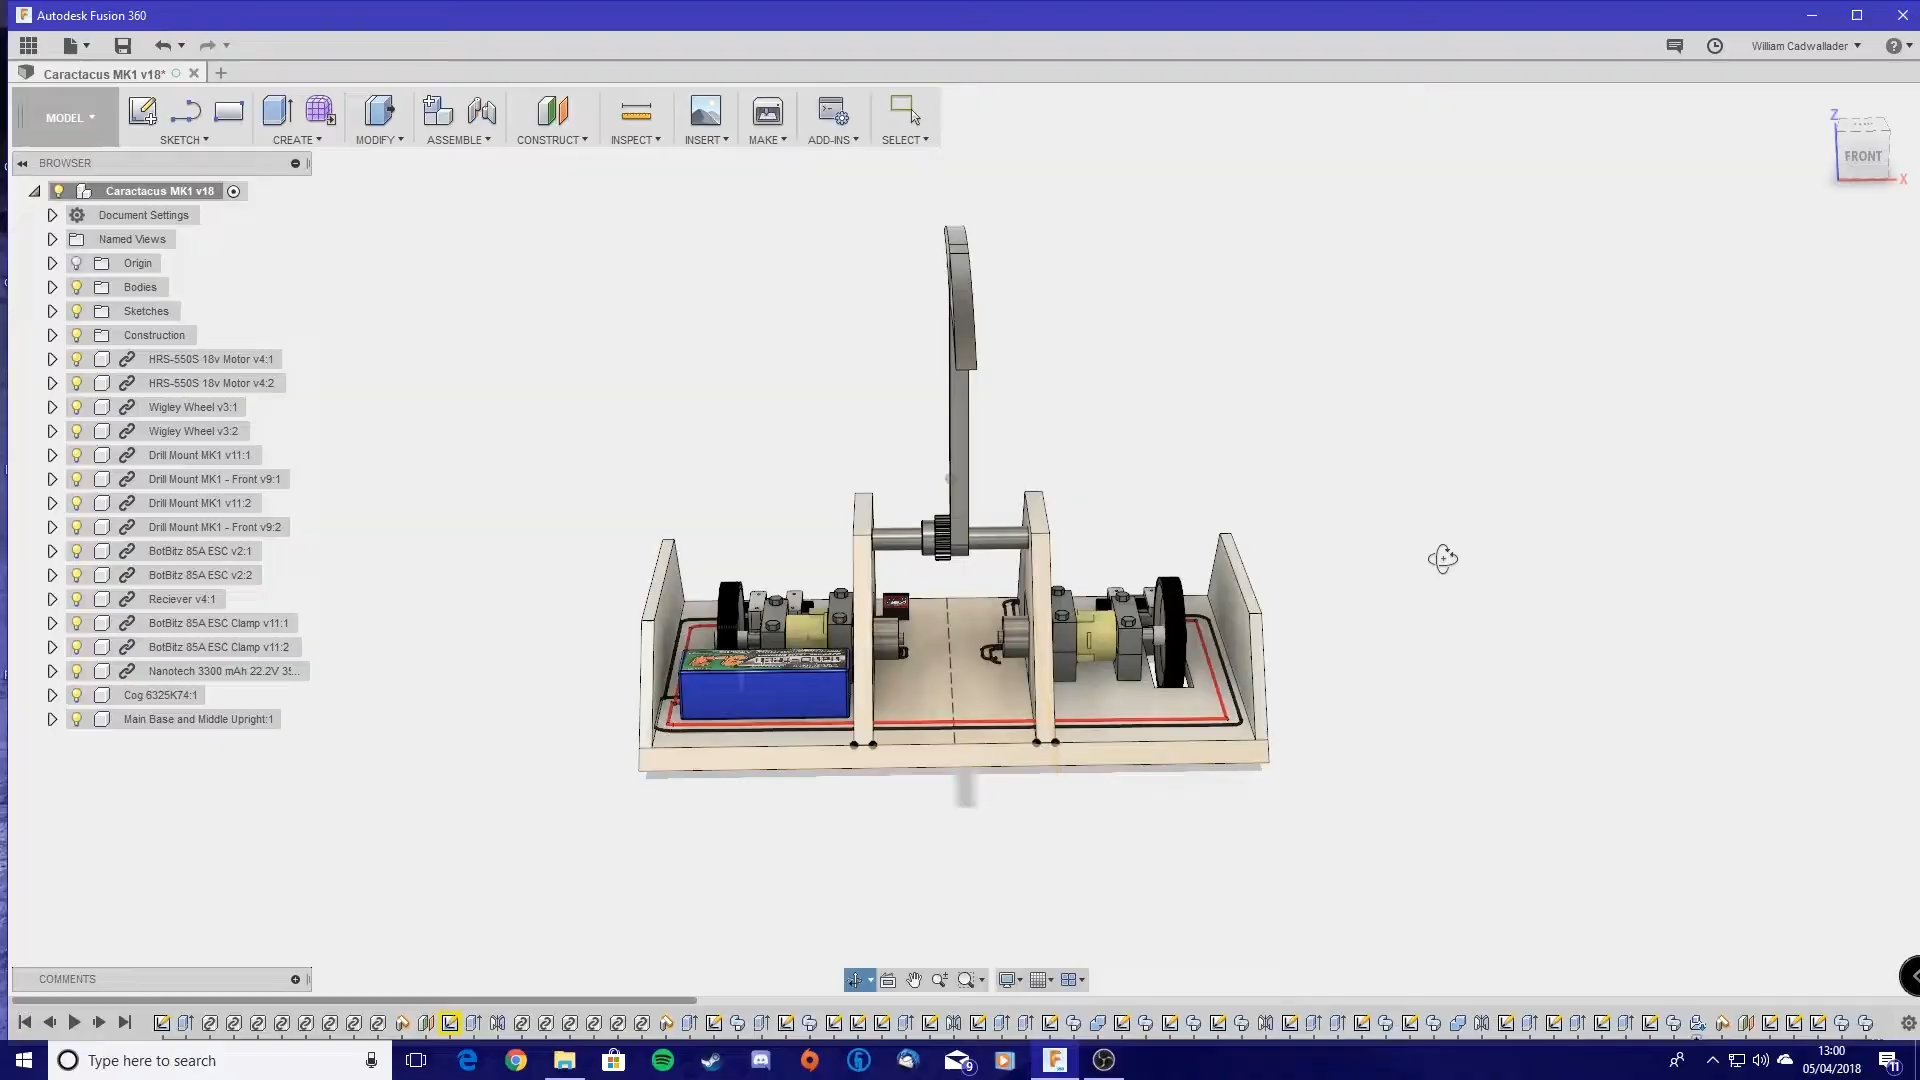 Autodesk Fusion 360
William Cadwallader
Caractacus MK1 v18*
MODEL
SKETCH
CREATE
MODIFY
ASSEMBLE
CONSTRUCT
INSPECT
INSERT
MAKE
ADD-INS
SELECT
BROWSER
Z
FRONT
X
Caractacus MK1 v18
Document Settings
Named Views
Origin
Bodies
Sketches
Construction
HRS-550S 18v Motor v4:1
HRS-550S 18v Motor v4:2
Wigley Wheel v3:1
Wigley Wheel v3:2
Drill Mount MK1 v11:1
Drill Mount MK1 - Front v9:1
Drill Mount MK1 v11:2
Drill Mount MK1 - Front v9:2
BotBitz 85A ESC v2:1
BotBitz 85A ESC v2:2
Reciever v4:1
BotBitz 85A ESC Clamp v11:1
BotBitz 85A ESC Clamp v11:2
Nanotech 3300 mAh 22.2V 35...
Cog 6325K74:1
Main Base and Middle Upright:1
COMMENTS
Type here to search
9
13:00
05/04/2018
11